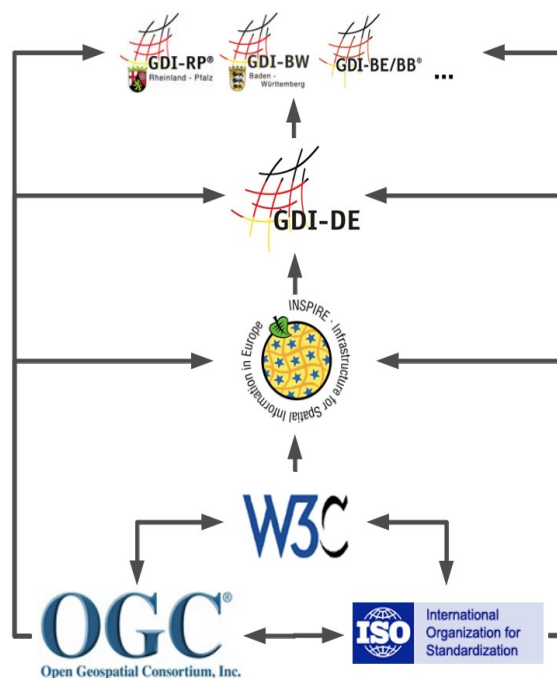 GDI-RP®
Rheinland - Pfalz
GDI-BW
Baden -
Württemberg
GDI-BE/BB®
...
GDI-DE
INSPIRE · Infrastructure for Spatial Information in Europe
W3C
OGC®
Open Geospatial Consortium, Inc.
ISO
International
Organization for
Standardization